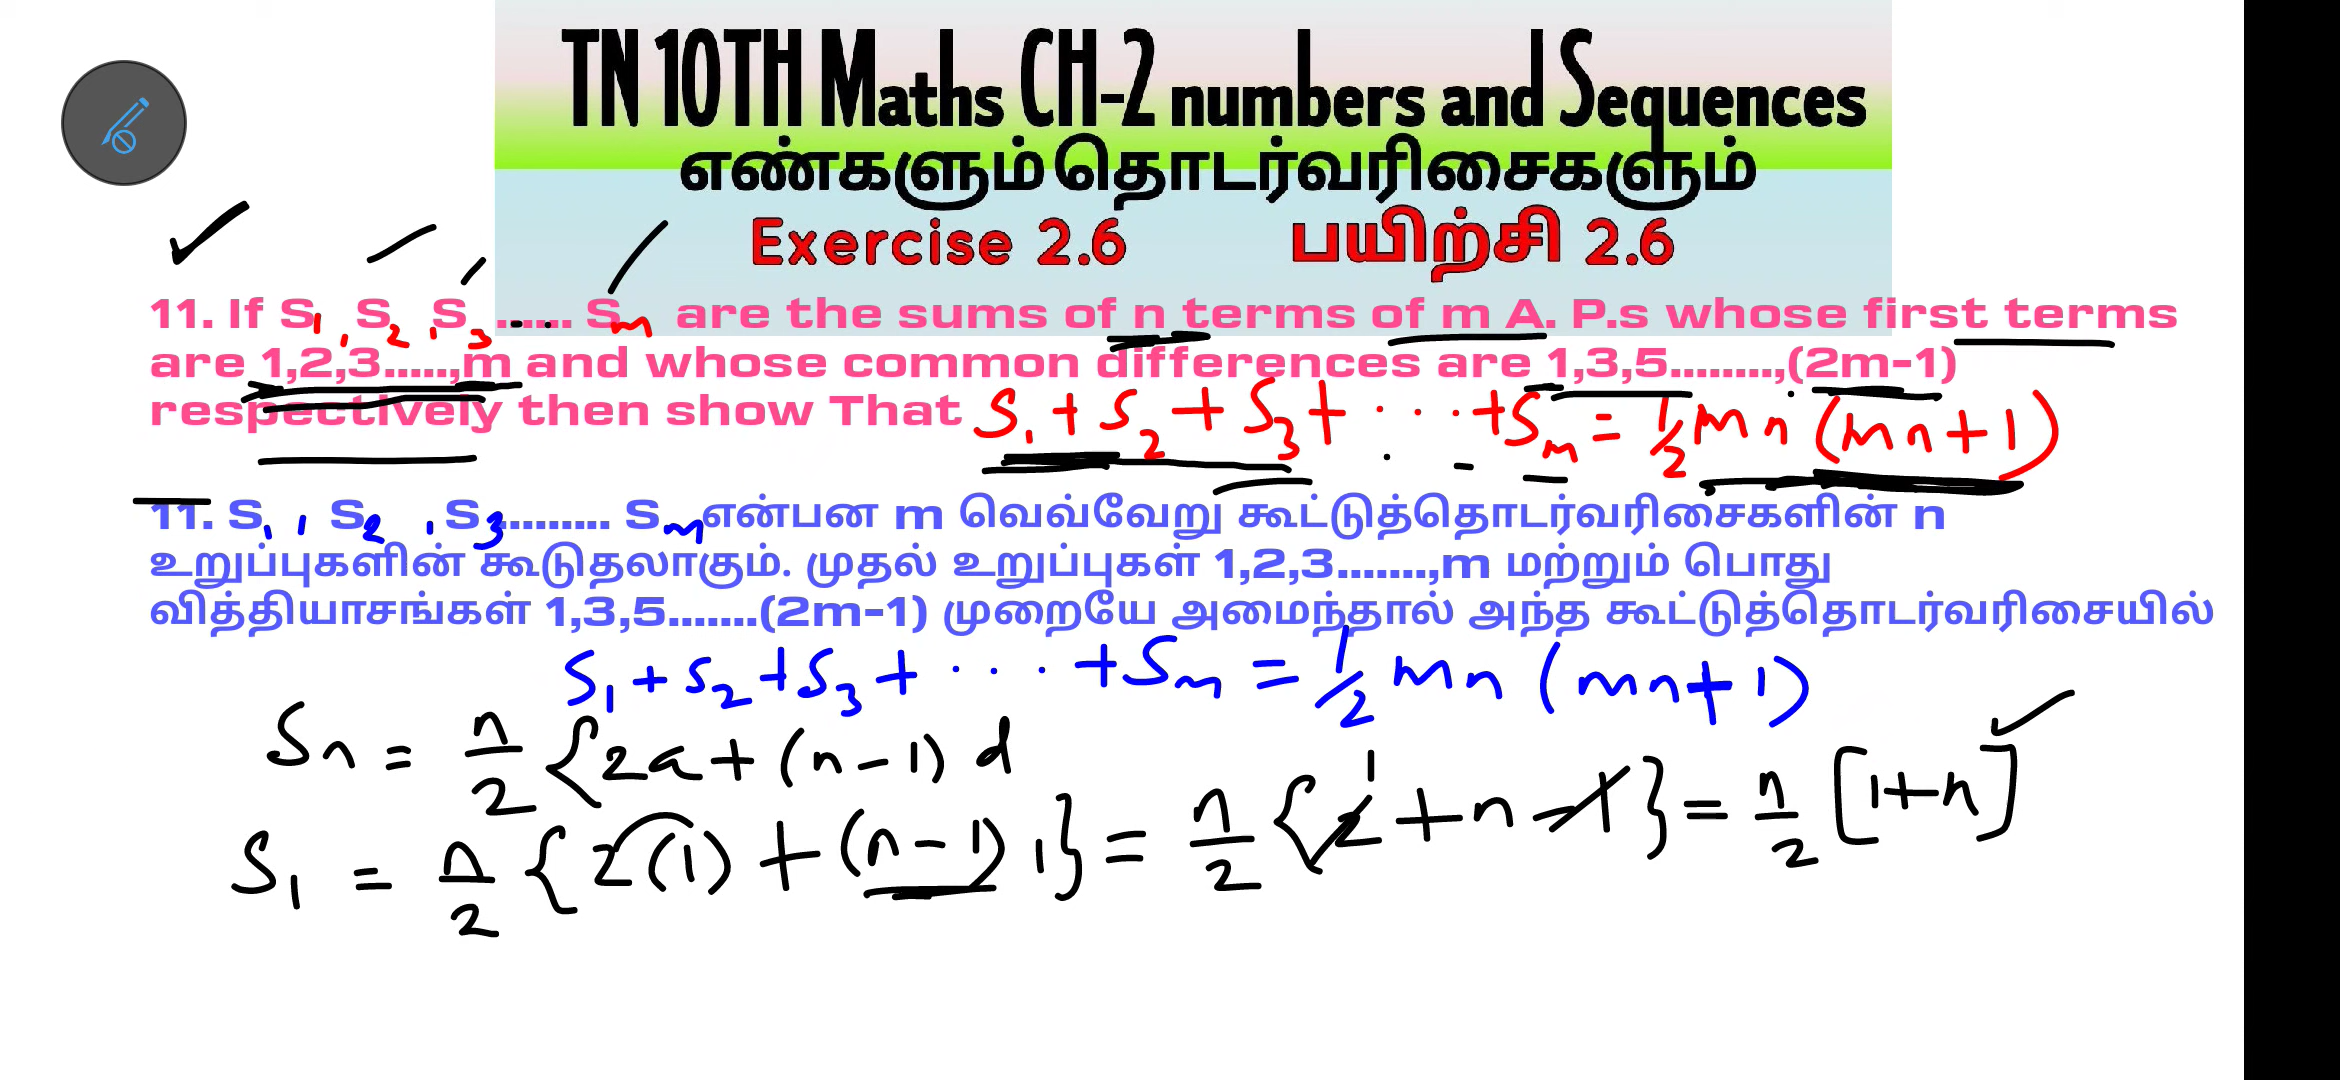 TN 10TH Maths CH-2 numbers and Sequences
எண்களும் தொடர்வரிசைகளும்
Exercise 2.6 பயிற்சி 2.6
11. If S₁, S₂, S₃ ...... Sₘ are the sums of n terms of m A. P.s whose first terms
are 1,2,3.....,m and whose common differences are 1,3,5.........,(2m-1)
respectively then show That S₁ + S₂ + S₃ + ... + Sₘ = 1/2 mn (mn+1)
11. S₁, S₂, S₃......... Sₘ என்பன m வெவ்வேறு கூட்டுத்தொடர்வரிசைகளின் n
உறுப்புகளின் கூடுதலாகும். முதல் உறுப்புகள் 1,2,3.......,m மற்றும் பொது
வித்தியாசங்கள் 1,3,5.......(2m-1) முறையே அமைந்தால் அந்த கூட்டுத்தொடர்வரிசையில்
S₁ + S₂ + S₃ + .... + Sₘ = 1/2 mn (mn+1)
Sn = n/2 {2a + (n-1) d
S₁ = n/2 {2(1) + (n-1) 1} = n/2 {2 1 + n - 1} = n/2 [1+n]